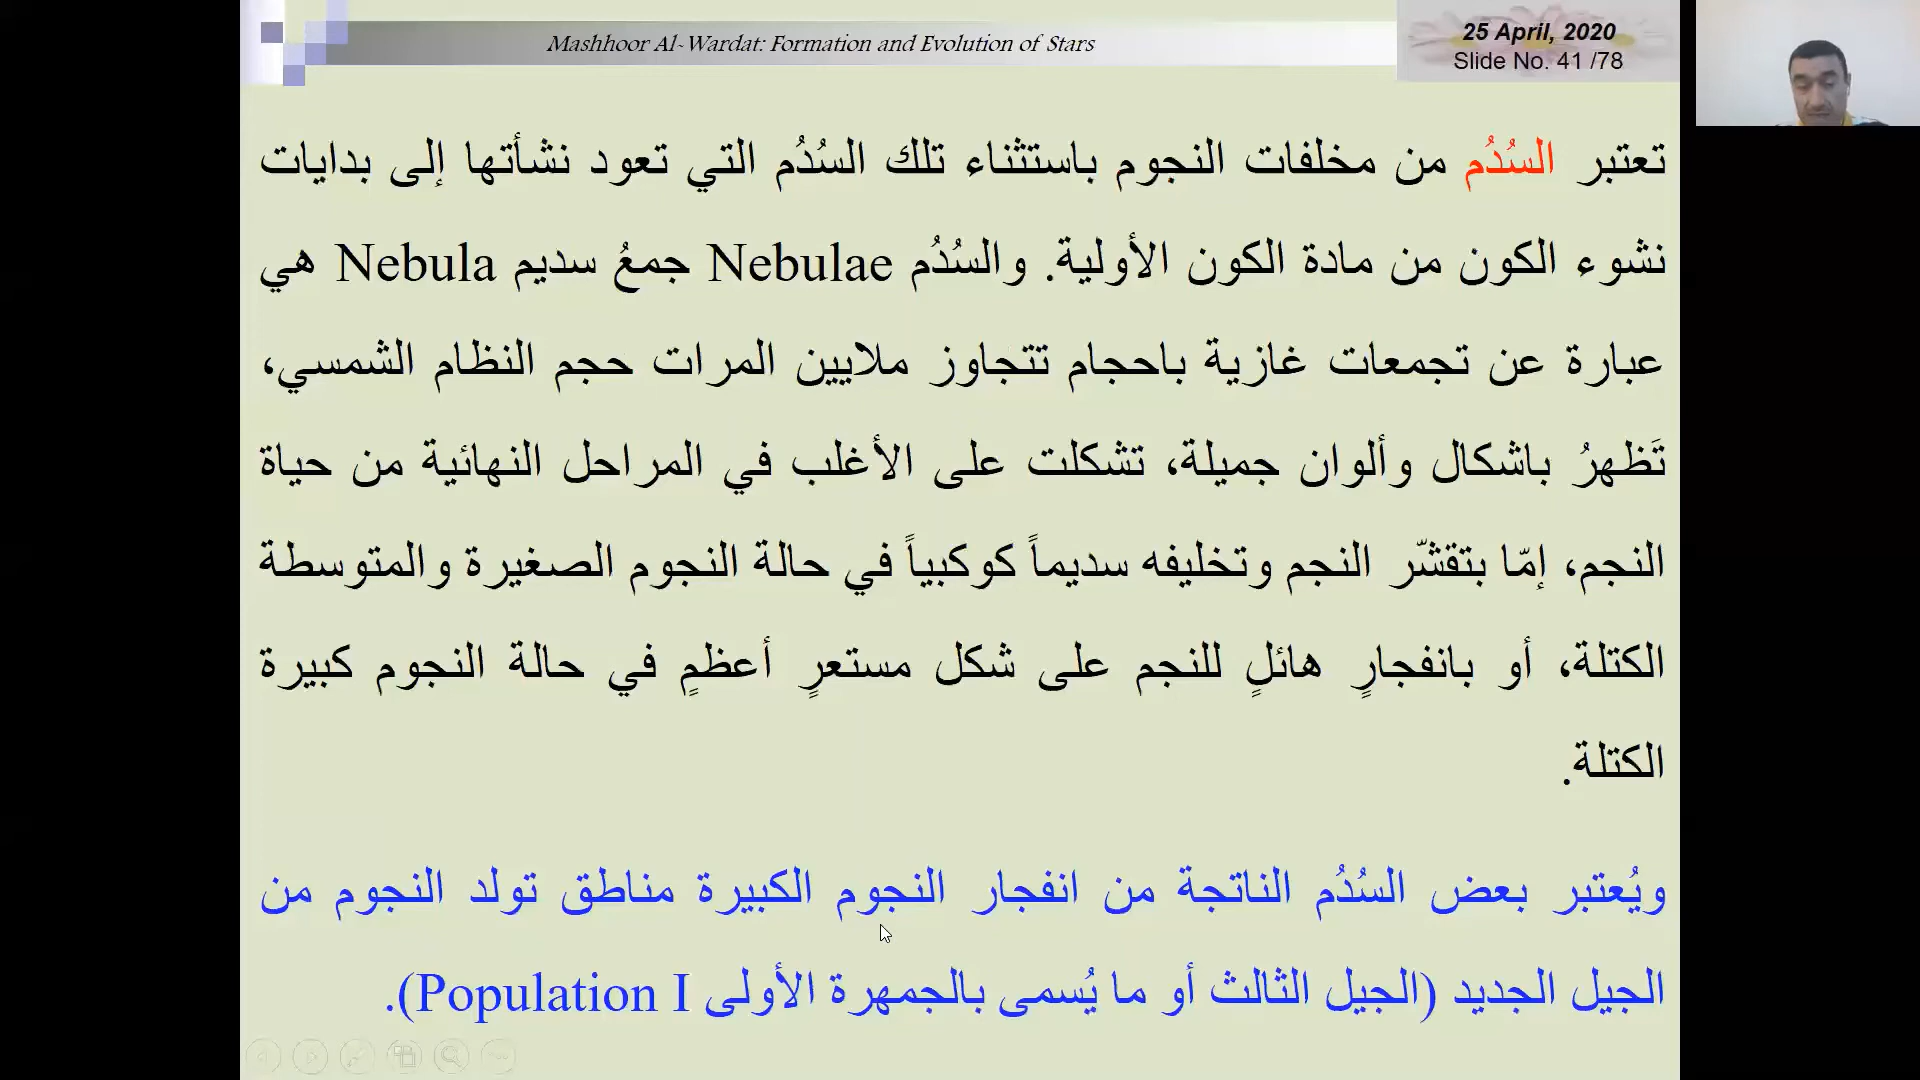 Mashhoor Al-Wardat: Formation and Evolution of Stars
25 April, 2020
Slide No. 41 /78
تعتبر السُدُم من مخلفات النجوم باستثناء تلك السُدُم التي تعود نشأتها إلى بدايات
نشوء الكون من مادة الكون الأولية. والسُدُم Nebulae جمعُ سديم Nebula هي
عبارة عن تجمعات غازية باحجام تتجاوز ملايين المرات حجم النظام الشمسي،
تَظهرُ باشكال وألوان جميلة، تشكلت على الأغلب في المراحل النهائية من حياة
النجم، إمّا بتقشّر النجم وتخليفه سديماً كوكبياً في حالة النجوم الصغيرة والمتوسطة
الكتلة، أو بانفجارٍ هائلٍ للنجم على شكل مستعرٍ أعظمٍ في حالة النجوم كبيرة
الكتلة.
ويُعتبر بعض السُدُم الناتجة من انفجار النجوم الكبيرة مناطق تولد النجوم من
الجيل الجديد (الجيل الثالث أو ما يُسمى بالجمهرة الأولى Population I).